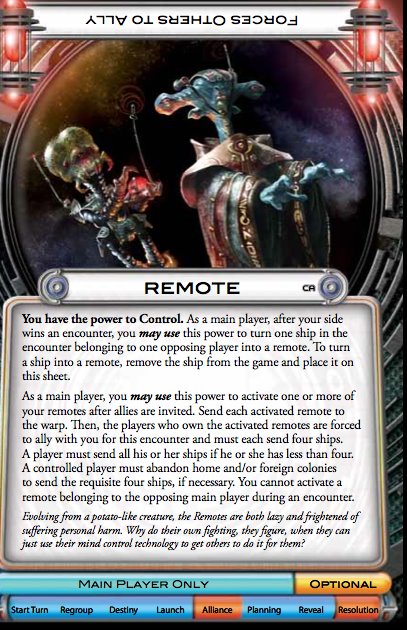 FORCES OTHERS TO ALLY
REMOTE
CA
You have the power to Control. As a main player, after your side
wins an encounter, you may use this power to turn one ship in the
encounter belonging to one opposing player into a remote. To turn
a ship into a remote, remove the ship from the game and place it on
this sheet.
As a main player, you may use this power to activate one or more of
your remotes after allies are invited. Send each activated remote to
the warp. Then, the players who own the activated remotes are forced
to ally with you for this encounter and must each send four ships.
A player must send all his or her ships if he or she has less than four.
A controlled player must abandon home and/or foreign colonies
to send the requisite four ships, if necessary. You cannot activate a
remote belonging to the opposing main player during an encounter.
Evolving from a potato-like creature, the Remotes are both lazy and frightened of
suffering personal harm. Why do their own fighting, they figure, when they can
just use their mind control technology to get others to do it for them?
MAIN PLAYER ONLY
OPTIONAL
Start Turn Regroup Destiny Launch Alliance Planning Reveal Resolution